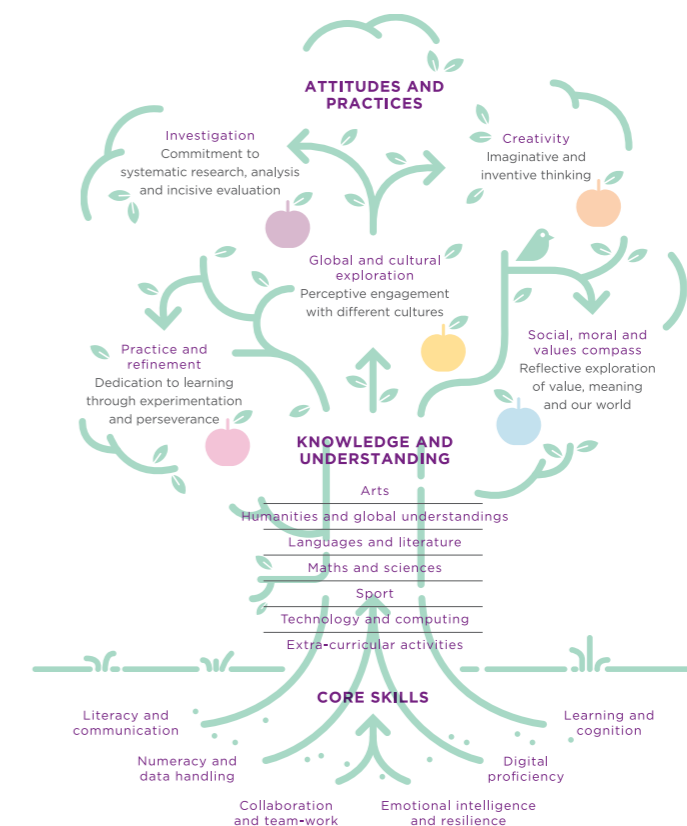 ATTITUDES AND
PRACTICES
Investigation
Commitment to
systematic research, analysis
and incisive evaluation
Creativity
Imaginative and
inventive thinking
Global and cultural
exploration
Perceptive engagement
with different cultures
Practice and
refinement
Dedication to learning
through experimentation
and perseverance
Social, moral and
values compass
Reflective exploration
of value, meaning
and our world
KNOWLEDGE AND
UNDERSTANDING
Arts
Humanities and global understandings
Languages and literature
Maths and sciences
Sport
Technology and computing
Extra-curricular activities
CORE SKILLS
Literacy and
communication
Learning and
cognition
Numeracy and
data handling
Digital
proficiency
Collaboration
and team-work
Emotional intelligence
and resilience